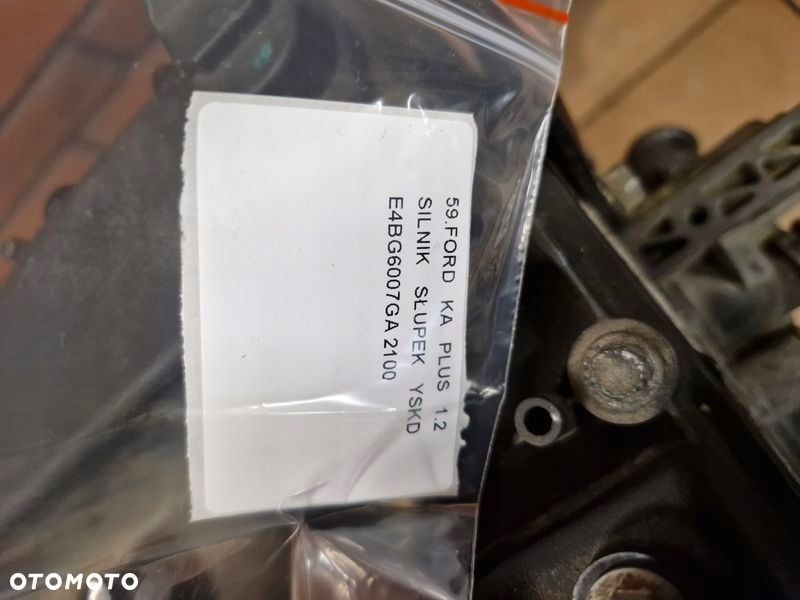 59.FORD KA PLUS 1.2
SILNIK SŁUPEK YSKD
E4BG6007GA 2100
OTOMOTO